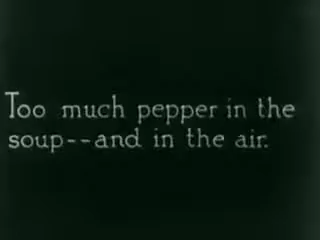 Too much pepper in the
soup--and in the air.